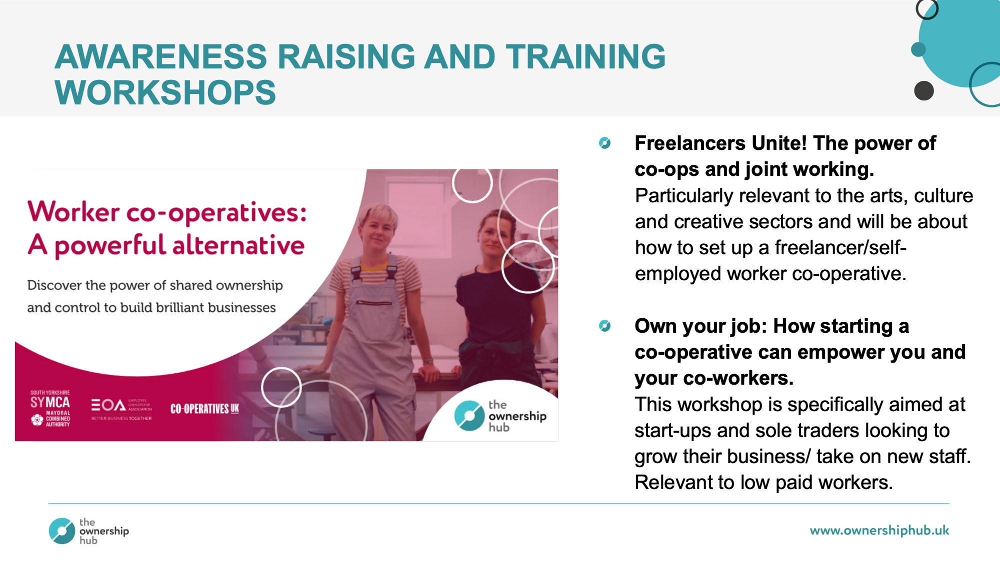 AWARENESS RAISING AND TRAINING
WORKSHOPS
Worker co-operatives:
A powerful alternative
Discover the power of shared ownership
and control to build brilliant businesses
SOUTH YORKSHIRE
SYMCA
MAYORAL
COMBINED
AUTHORITY
EOA
EMPLOYEE
OWNERSHIP
ASSOCIATION
BETTER BUSINESS TOGETHER
CO-OPERATIVES UK
the
ownership
hub
Freelancers Unite! The power of
co-ops and joint working.
Particularly relevant to the arts, culture
and creative sectors and will be about
how to set up a freelancer/self-
employed worker co-operative.
Own your job: How starting a
co-operative can empower you and
your co-workers.
This workshop is specifically aimed at
start-ups and sole traders looking to
grow their business/ take on new staff.
Relevant to low paid workers.
the
ownership
hub
www.ownershiphub.uk